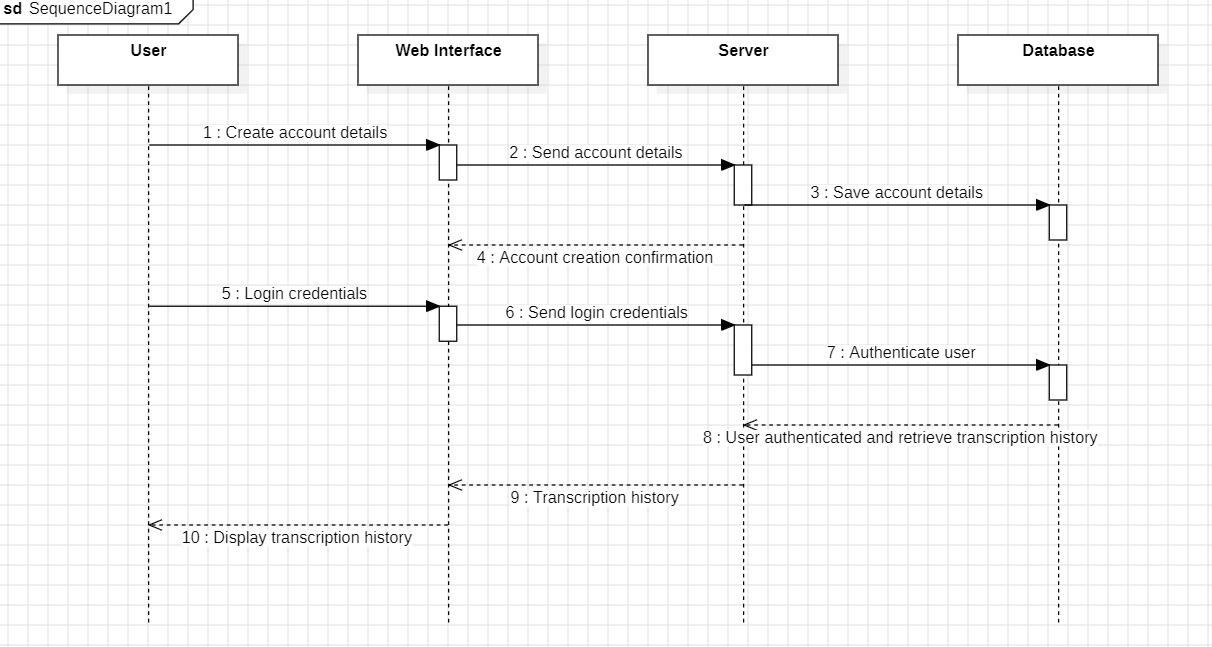 sd SequenceDiagram1
User
Web Interface
Server
Database
1 : Create account details
2 : Send account details
3 : Save account details
4 : Account creation confirmation
5 : Login credentials
6 : Send login credentials
7 : Authenticate user
8 : User authenticated and retrieve transcription history
9 : Transcription history
10 : Display transcription history